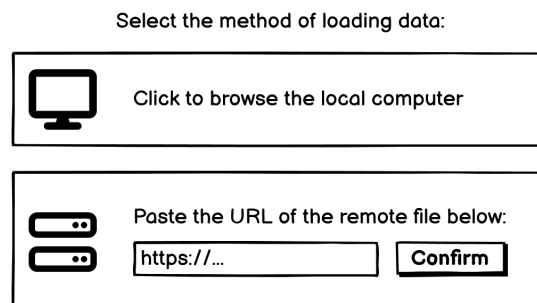 Select the method of loading data:
Click to browse the local computer
Paste the URL of the remote file below:
https://...
Confirm